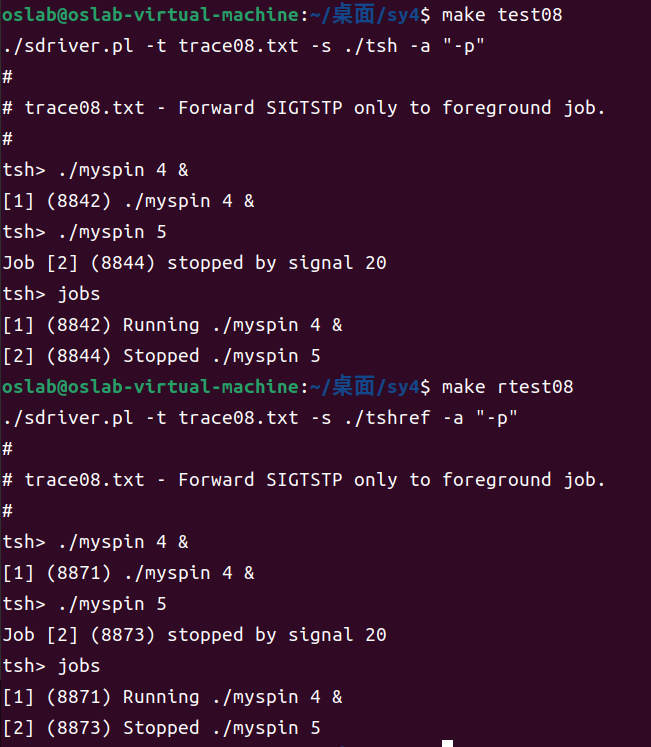 oslab@oslab-virtual-machine:~/桌面/sy4$ make test08
./sdriver.pl -t trace08.txt -s ./tsh -a "-p"
#
# trace08.txt - Forward SIGTSTP only to foreground job.
#
tsh> ./myspin 4 &
[1] (8842) ./myspin 4 &
tsh> ./myspin 5
Job [2] (8844) stopped by signal 20
tsh> jobs
[1] (8842) Running ./myspin 4 &
[2] (8844) Stopped ./myspin 5
oslab@oslab-virtual-machine:~/桌面/sy4$ make rtest08
./sdriver.pl -t trace08.txt -s ./tshref -a "-p"
#
# trace08.txt - Forward SIGTSTP only to foreground job.
#
tsh> ./myspin 4 &
[1] (8871) ./myspin 4 &
tsh> ./myspin 5
Job [2] (8873) stopped by signal 20
tsh> jobs
[1] (8871) Running ./myspin 4 &
[2] (8873) Stopped ./myspin 5